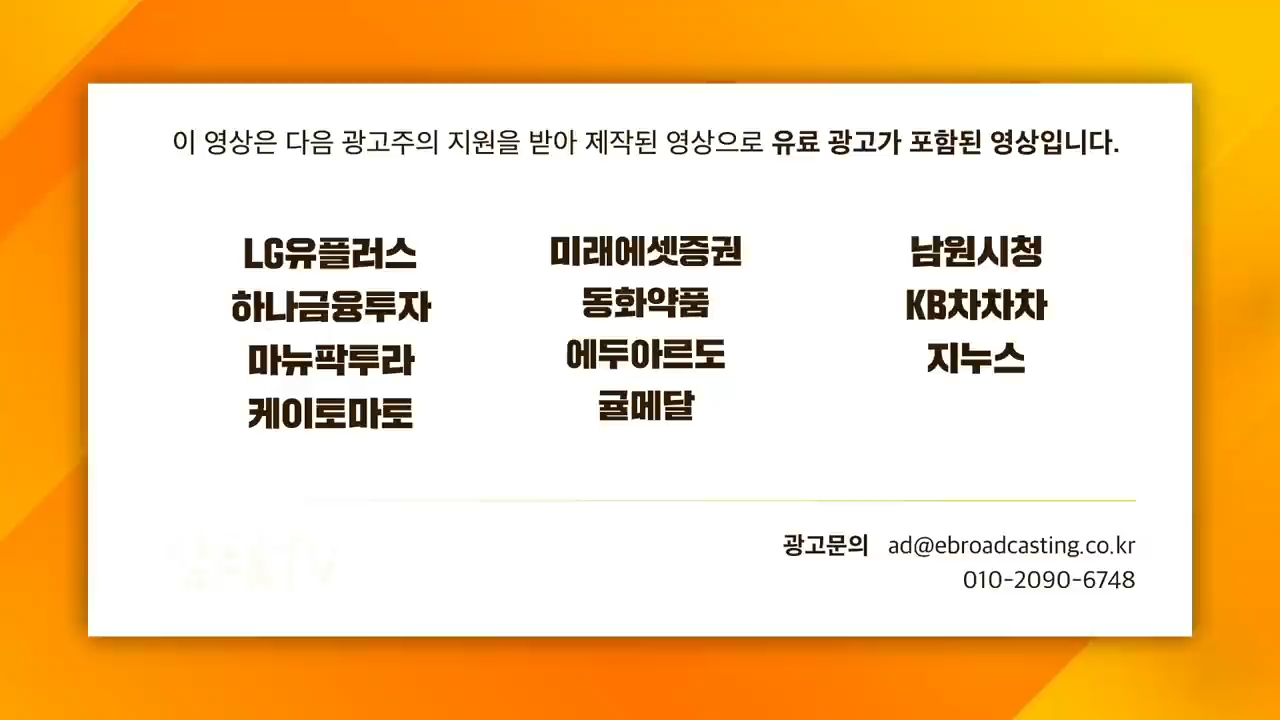 이 영상은 다음 광고주의 지원을 받아 제작된 영상으로 유료 광고가 포함된 영상입니다.
LG유플러스
하나금융투자
마뉴팍투라
케이토마토
미래에셋증권
동화약품
에두아르도
귤메달
남원시청
KB차차차
지누스
광고문의 ad@ebroadcasting.co.kr
010-2090-6748